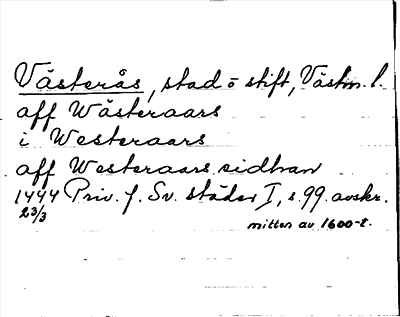 Västerås, stad o stift, Västm. l.
aff Wästeraars
i Westeraars
aff Westeraars sidhan
1444 Priv. f. Sv. städer I, s. 99. avskr.
23/3
mitten av 1600-t.